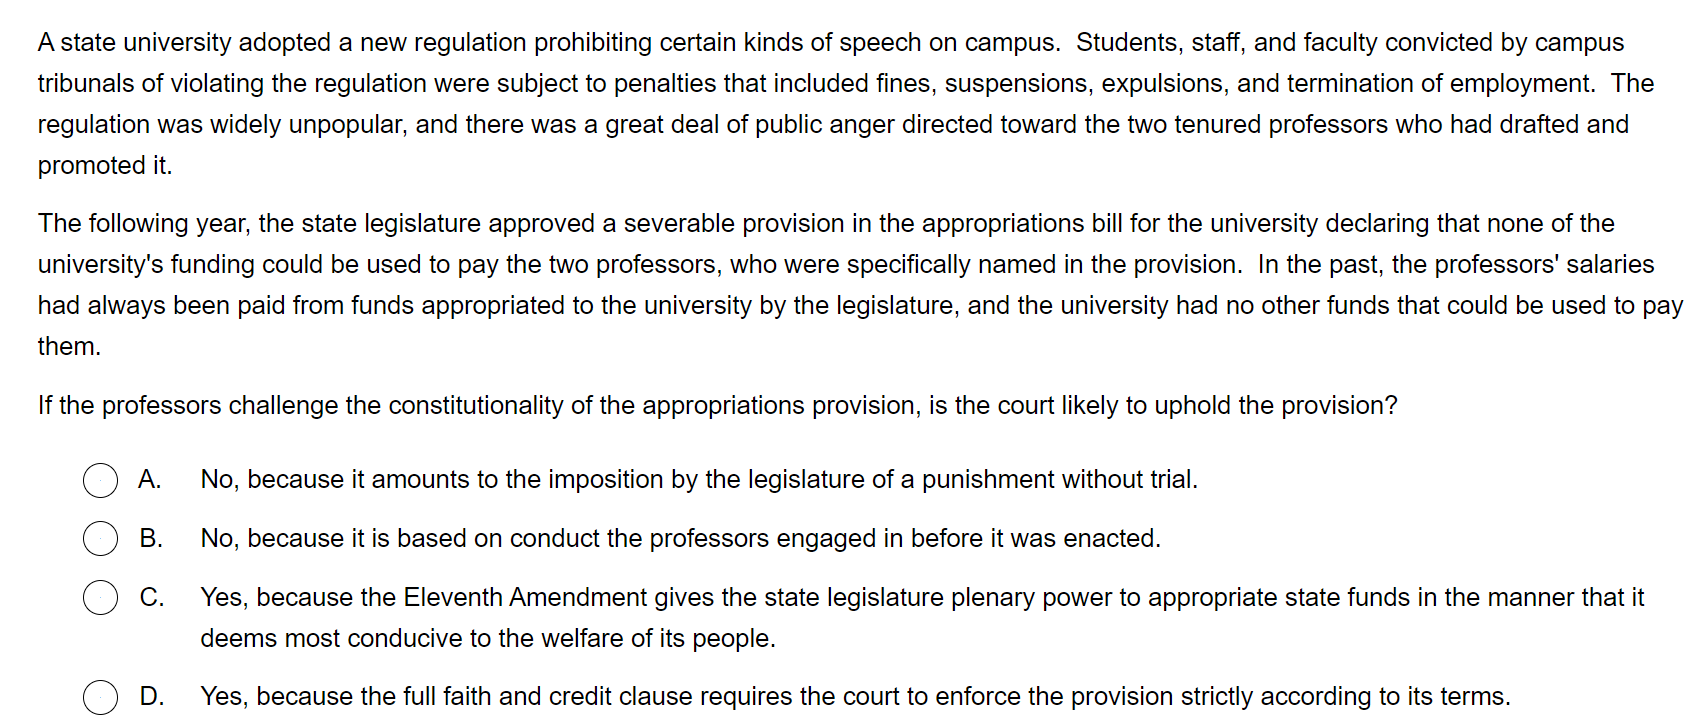 A state university adopted a new regulation prohibiting certain kinds of speech on campus.  Students, staff, and faculty convicted by campus
tribunals of violating the regulation were subject to penalties that included fines, suspensions, expulsions, and termination of employment.  The
regulation was widely unpopular, and there was a great deal of public anger directed toward the two tenured professors who had drafted and
promoted it.
The following year, the state legislature approved a severable provision in the appropriations bill for the university declaring that none of the
university's funding could be used to pay the two professors, who were specifically named in the provision.  In the past, the professors' salaries
had always been paid from funds appropriated to the university by the legislature, and the university had no other funds that could be used to pay
them.
If the professors challenge the constitutionality of the appropriations provision, is the court likely to uphold the provision?
A. No, because it amounts to the imposition by the legislature of a punishment without trial.
B. No, because it is based on conduct the professors engaged in before it was enacted.
C. Yes, because the Eleventh Amendment gives the state legislature plenary power to appropriate state funds in the manner that it
deems most conducive to the welfare of its people.
D. Yes, because the full faith and credit clause requires the court to enforce the provision strictly according to its terms.